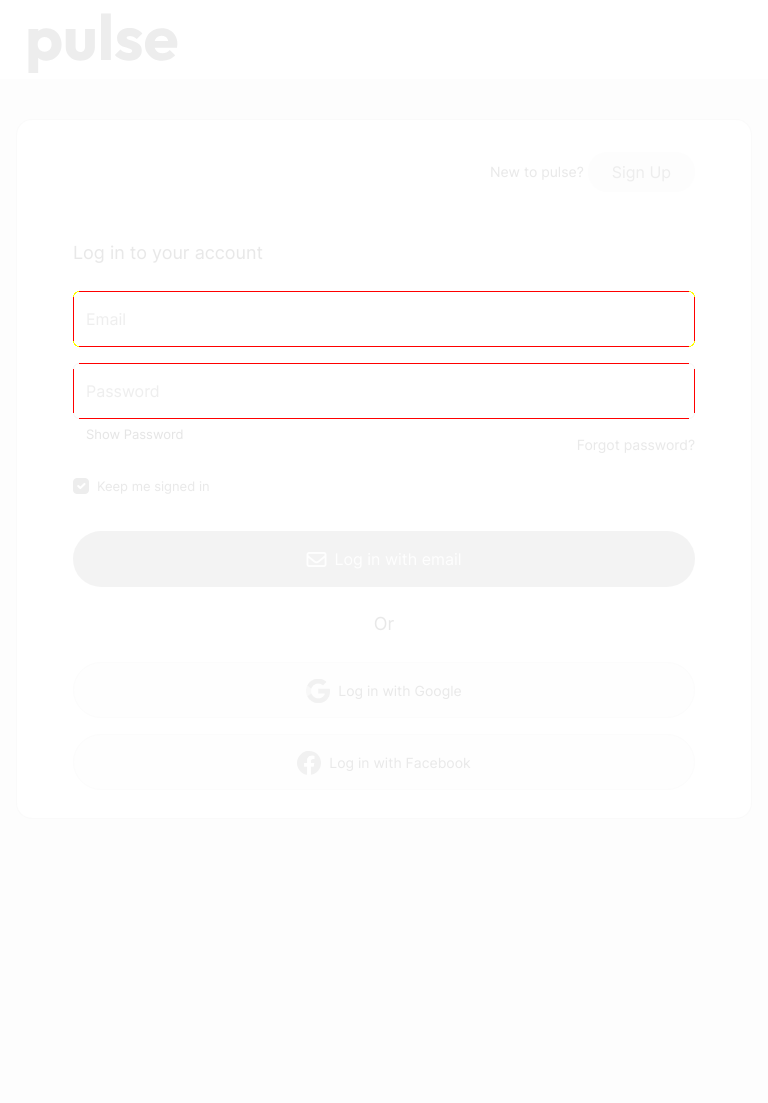 pulse
New to pulse? Sign Up
Log in to your account
Email
Password
Show Password
Forgot password?
Keep me signed in
Log in with email
Or
Log in with Google
Log in with Facebook